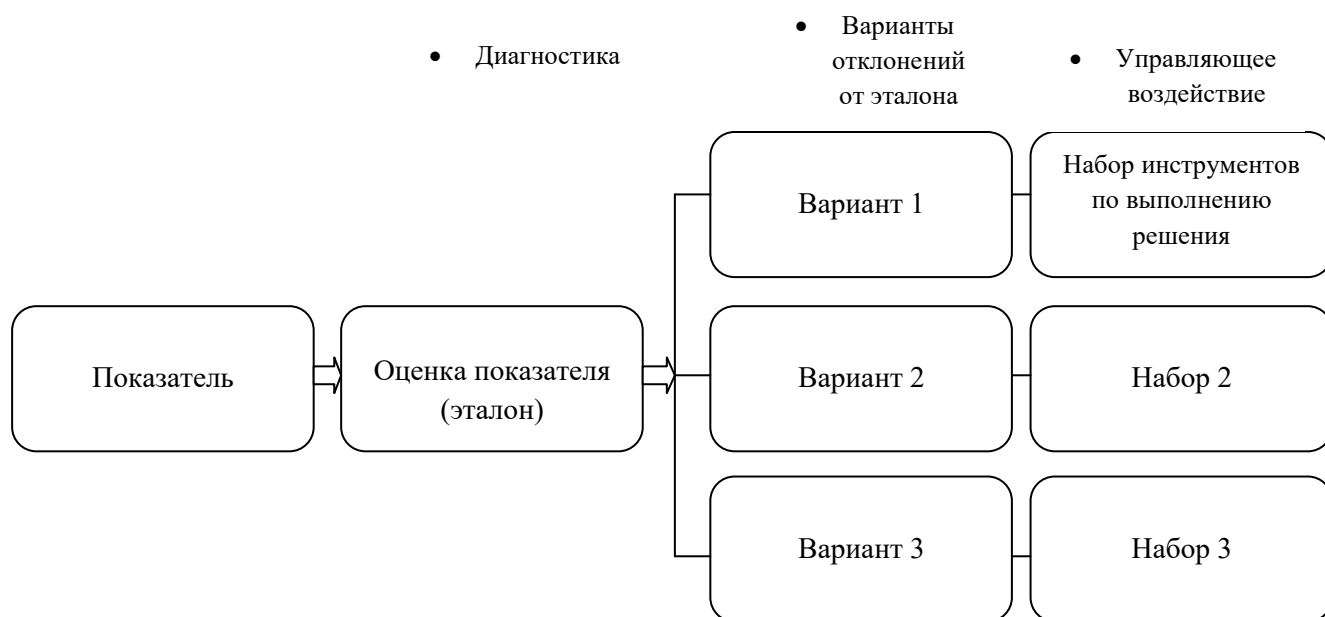 • Диагностика
• Варианты
отклонений
от эталона
• Управляющее
воздействие
Показатель
Оценка показателя
(эталон)
Вариант 1
Набор инструментов
по выполнению
решения
Вариант 2
Набор 2
Вариант 3
Набор 3